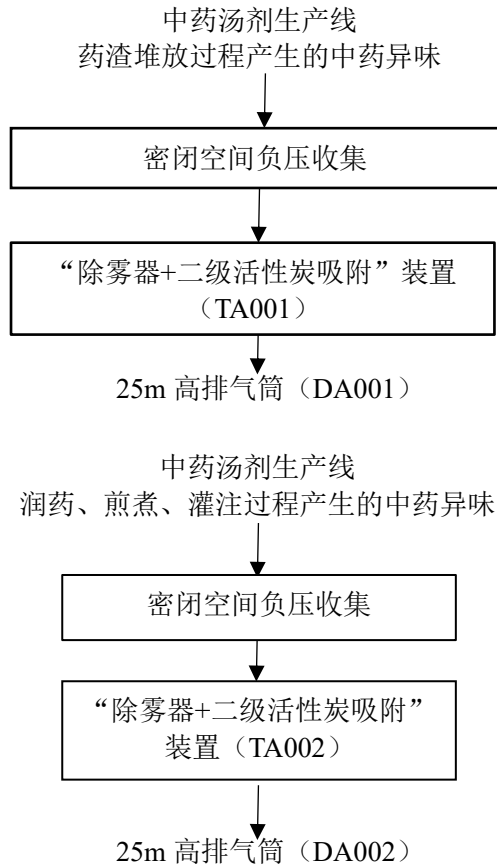 中药汤剂生产线
药渣堆放过程产生的中药异味
密闭空间负压收集
“除雾器+二级活性炭吸附”装置
（TA001）
25m 高排气筒（DA001）
中药汤剂生产线
润药、煎煮、灌注过程产生的中药异味
密闭空间负压收集
“除雾器+二级活性炭吸附”
装置（TA002）
25m 高排气筒（DA002）